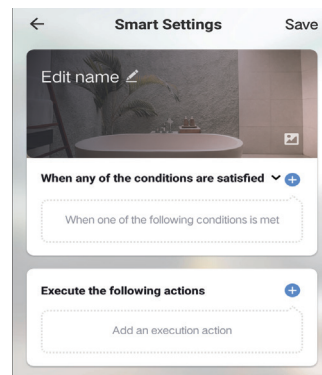 Smart Settings Save
Edit name
When any of the conditions are satisfied
When one of the following conditions is met
Execute the following actions
Add an execution action